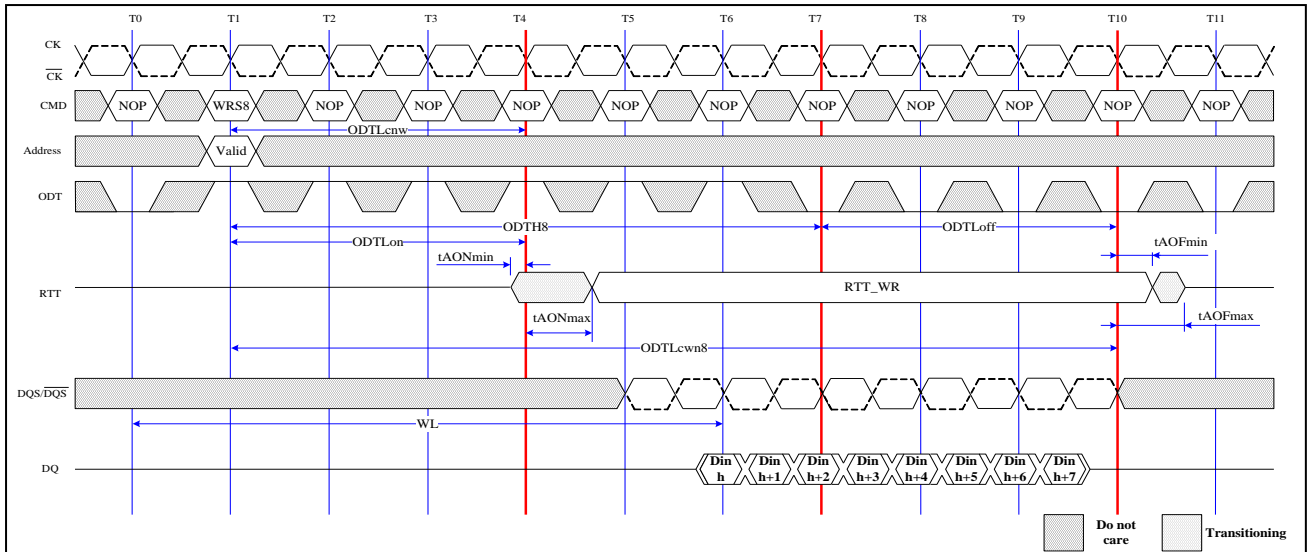 T0 T1 T2 T3 T4 T5 T6 T7 T8 T9 T10 T11
CK
CK
CMD NOP WRS8 NOP NOP NOP NOP NOP NOP NOP NOP NOP NOP
ODTLcnw
Address Valid
ODT
ODTH8 ODTLoff
ODTLon
tAONmin tAOFmin
RTT RTT_WR
tAONmax tAOFmax
ODTLcwn8
DQS/DQS
WL
DQ Din h Din h+1 Din h+2 Din h+3 Din h+4 Din h+5 Din h+6 Din h+7
Do not care Transitioning